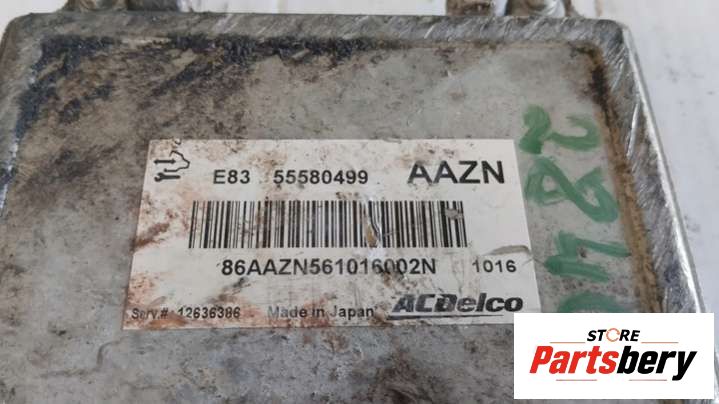 E83 55580499 AAZN
86AAZN561016002N 1016
Serv.# 12636386 Made in Japan ACDelco
STORE
Partsbery